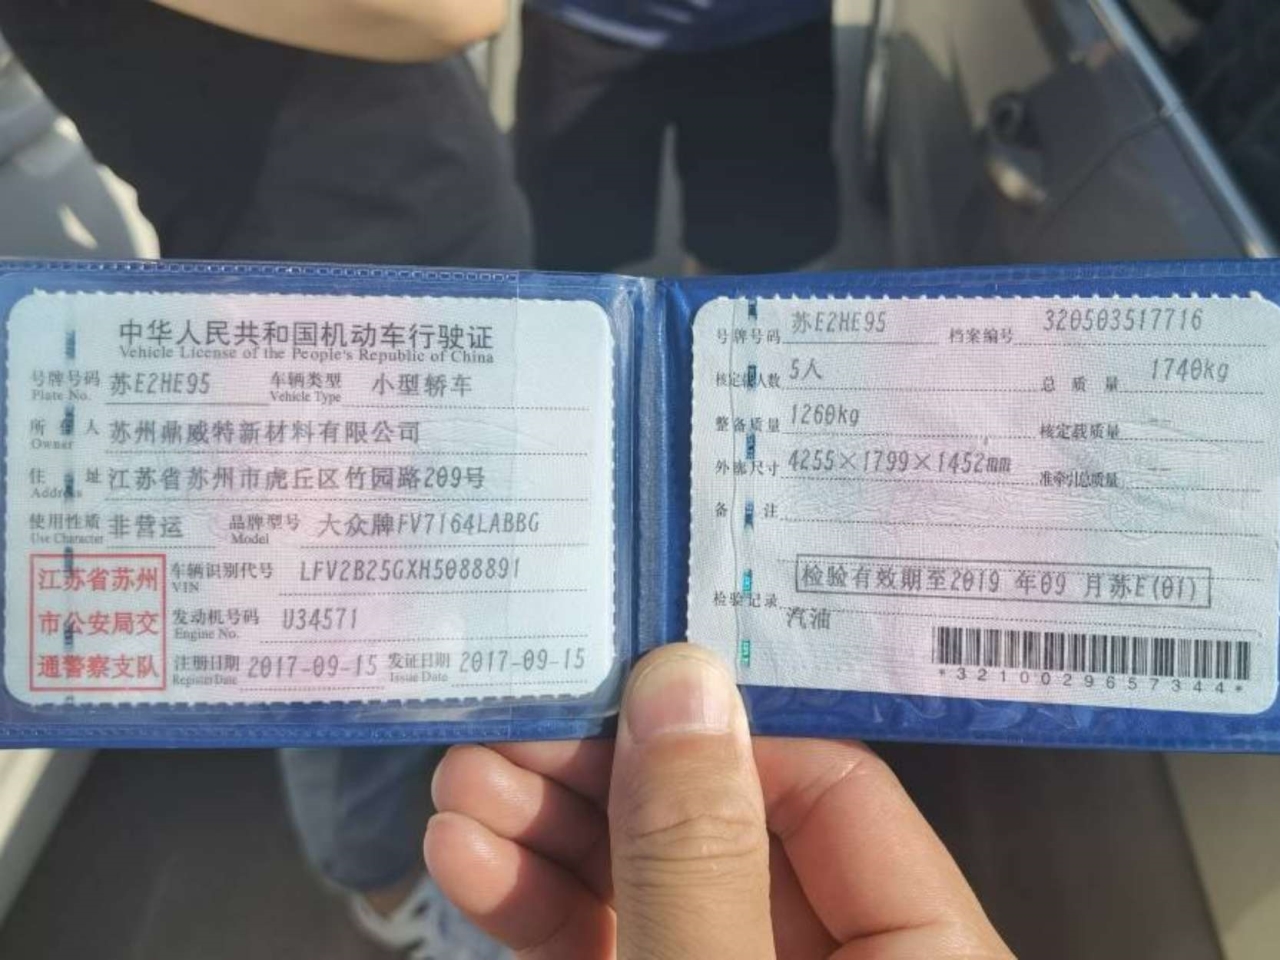 中华人民共和国机动车行驶证
Vehicle License of the People's Republic of China
号牌号码 苏E2HE95 车辆类型 小型轿车
Plate No. Vehicle Type
所有人 苏州鼎威特新材料有限公司
Owner
住址 江苏省苏州市虎丘区竹园路209号
Address
使用性质 非营运 品牌型号 大众牌FV7164LABBG
Use Character Model
江苏省苏州
市公安局交
通警察支队
车辆识别代号 LFV2B25GXH5088891
VIN
发动机号码 U34571
Engine No.
注册日期 2017-09-15 发证日期 2017-09-15
Register Date Issue Date
号牌号码 苏E2HE95 档案编号 320503517716
核定载人数 5人 总质量 1740kg
整备质量 1260kg 核定载质量 --
外廓尺寸 4255×1799×1452mm 准牵引总质量 --
备注
检验有效期至2019 年09 月苏E(01)
检验记录
汽油
*3210029657344*